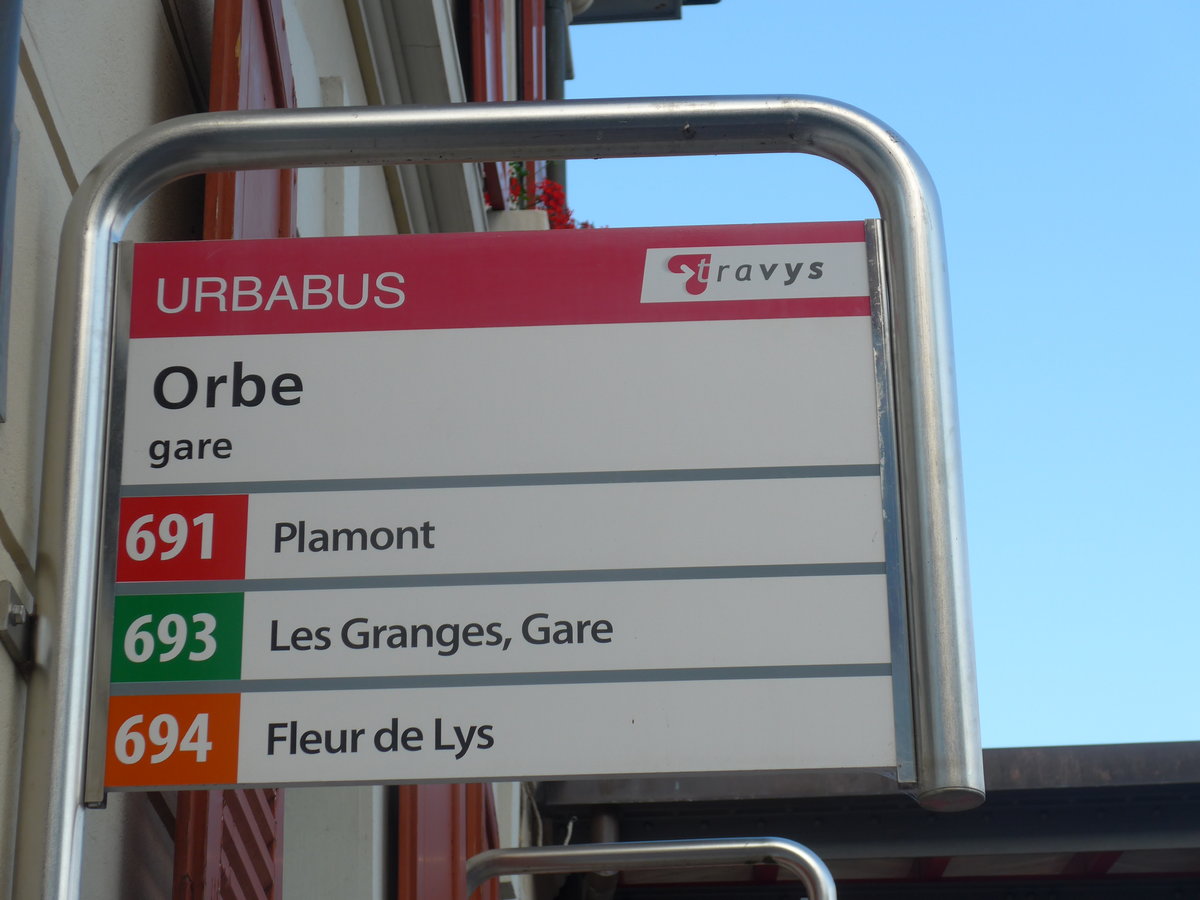 URBABUS travys
Orbe
gare
691 Plamont
693 Les Granges, Gare
694 Fleur de Lys